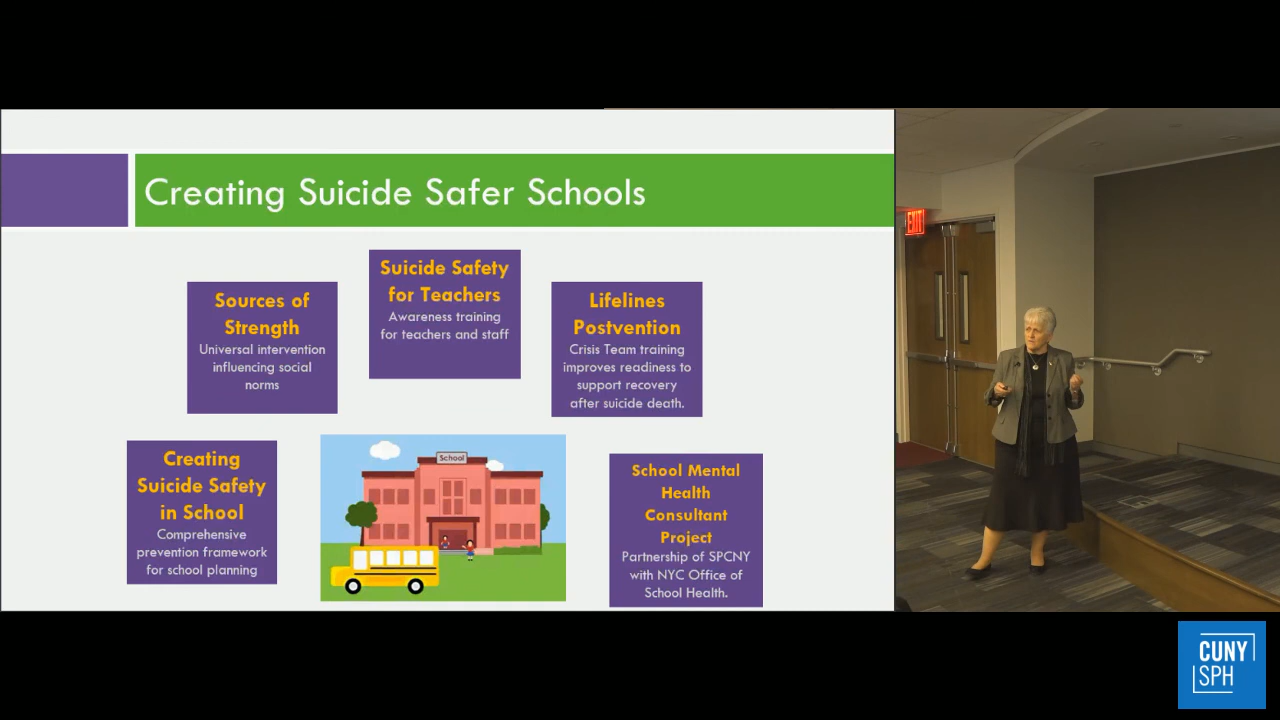 Creating Suicide Safer Schools
Suicide Safety
for Teachers
Awareness training
for teachers and staff
Sources of
Strength
Universal intervention
influencing social
norms
Lifelines
Postvention
Crisis Team training
improves readiness to
support recovery
after suicide death.
Creating
Suicide Safety
in School
Comprehensive
prevention framework
for school planning
School
School Mental
Health
Consultant
Project
Partnership of SPCNY
with NYC Office of
School Health.
EXIT
CUNY
SPH